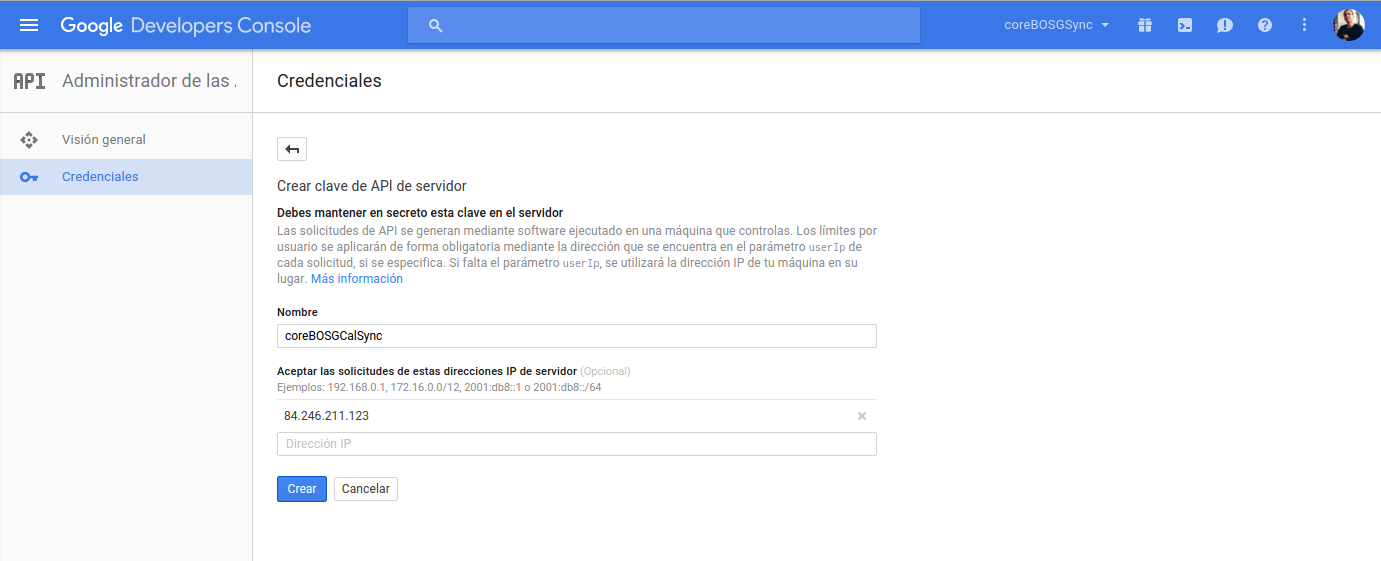 Google Developers Console
coreBOSGSync
API Administrador de las
Credenciales
Visión general
Credenciales
Crear clave de API de servidor
Debes mantener en secreto esta clave en el servidor
Las solicitudes de API se generan mediante software ejecutado en una máquina que controlas. Los límites por
usuario se aplicarán de forma obligatoria mediante la dirección que se encuentra en el parámetro userIp de
cada solicitud, si se especifica. Si falta el parámetro userIp, se utilizará la dirección IP de tu máquina en su
lugar. Más información
Nombre
coreBOSGCalSync
Aceptar las solicitudes de estas direcciones IP de servidor (Opcional)
Ejemplos: 192.168.0.1, 172.16.0.0/12, 2001:db8::1 o 2001:db8::/64
84.246.211.123
Dirección IP
Crear Cancelar